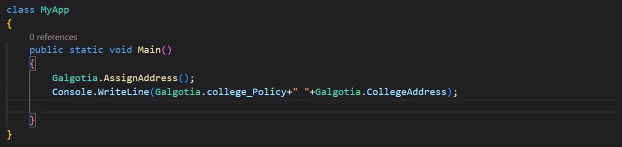 class MyApp
{
0 references
public static void Main()
{
Galgotia.AssignAddress();
Console.WriteLine(Galgotia.college_Policy+" "+Galgotia.CollegeAddress);
}
}